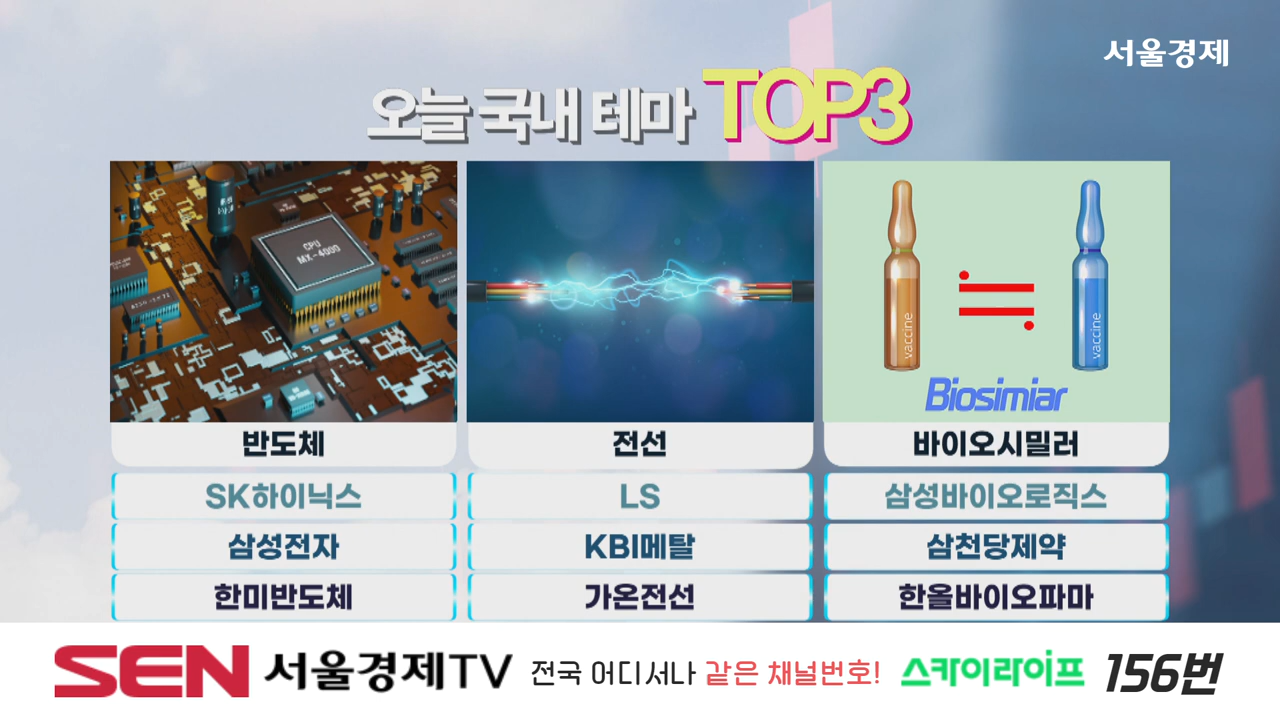 서울경제
오늘 국내 테마 TOP3
CPU
MX-4000
vaccine
vaccine
Biosimiar
반도체
전선
바이오시밀러
SK하이닉스
LS
삼성바이오로직스
삼성전자
KBI메탈
삼천당제약
한미반도체
가온전선
한올바이오파마
SEN 서울경제TV 전국 어디서나 같은 채널번호! 스카이라이프 156번